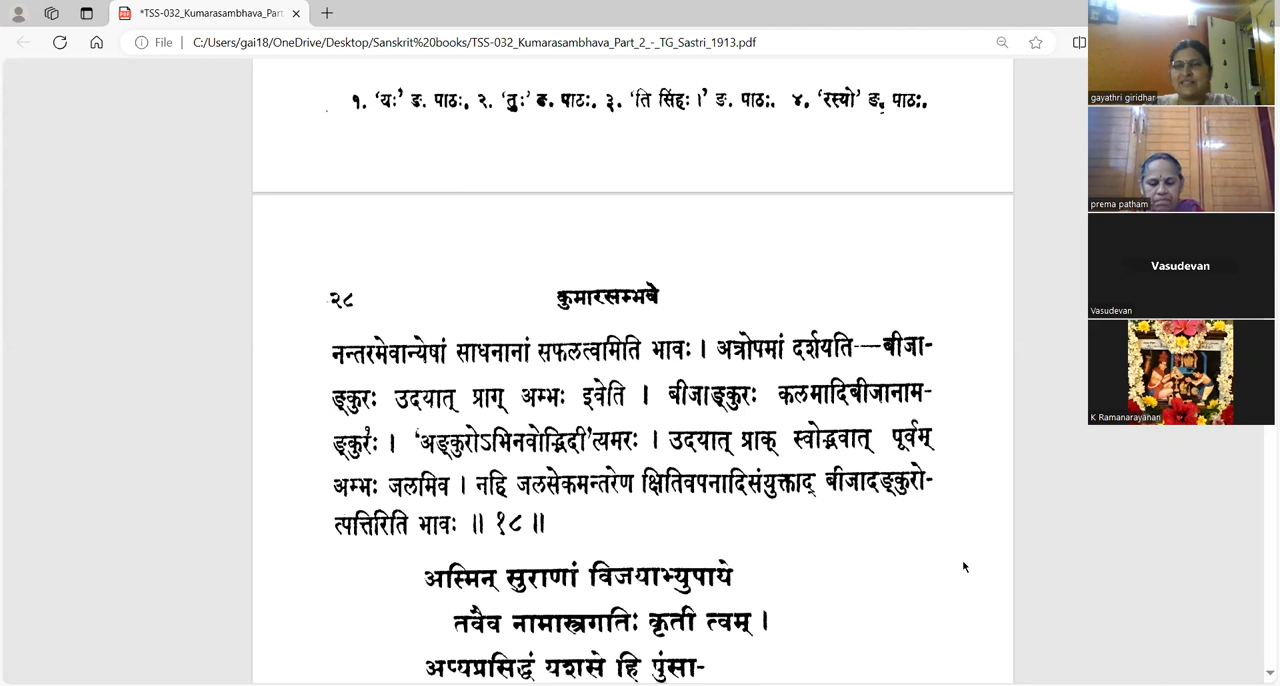 *TSS-032_Kumarasambhava_Part
File
C:/Users/gai18/OneDrive/Desktop/Sanskrit%20books/TSS-032_Kumarasambhava_Part_2_-_TG_Sastri_1913.pdf
१. 'यः' ङ. पाठः. २. 'तुः' ङ. पाठः. ३. 'ति सिंहः।' ङ. पाठः. ४. 'रस्यो' ङ. पाठः.
२८ कुमारसम्भवे
नन्तरमेवान्येषां साधनानां सफलत्वमिति भावः । अत्रोपमां दर्शयति — बीजा-
ङ्कुरः उदयात् प्राग् अम्भः इवेति । बीजाङ्कुरः कलमादिबीजानाम-
ङ्कुरः । 'अङ्कुरोऽभिनवोद्भिदी'त्यमरः । उदयात् प्राक् स्वोद्भवात् पूर्वम्
अम्भः जलमिव । नहि जलसेकमन्तरेण क्षितिवपनादिसंयुक्ताद् बीजादङ्कुरो-
त्पत्तिरिति भावः ॥ १८ ॥
अस्मिन् सुराणां विजयाभ्युपाये
तवैव नामास्त्रगतिः कृती त्वम् ।
अप्यप्रसिद्धं यशसे हि पुंसा-
gayathri giridhar
prema patham
Vasudevan
Vasudevan
K Ramanarayanan